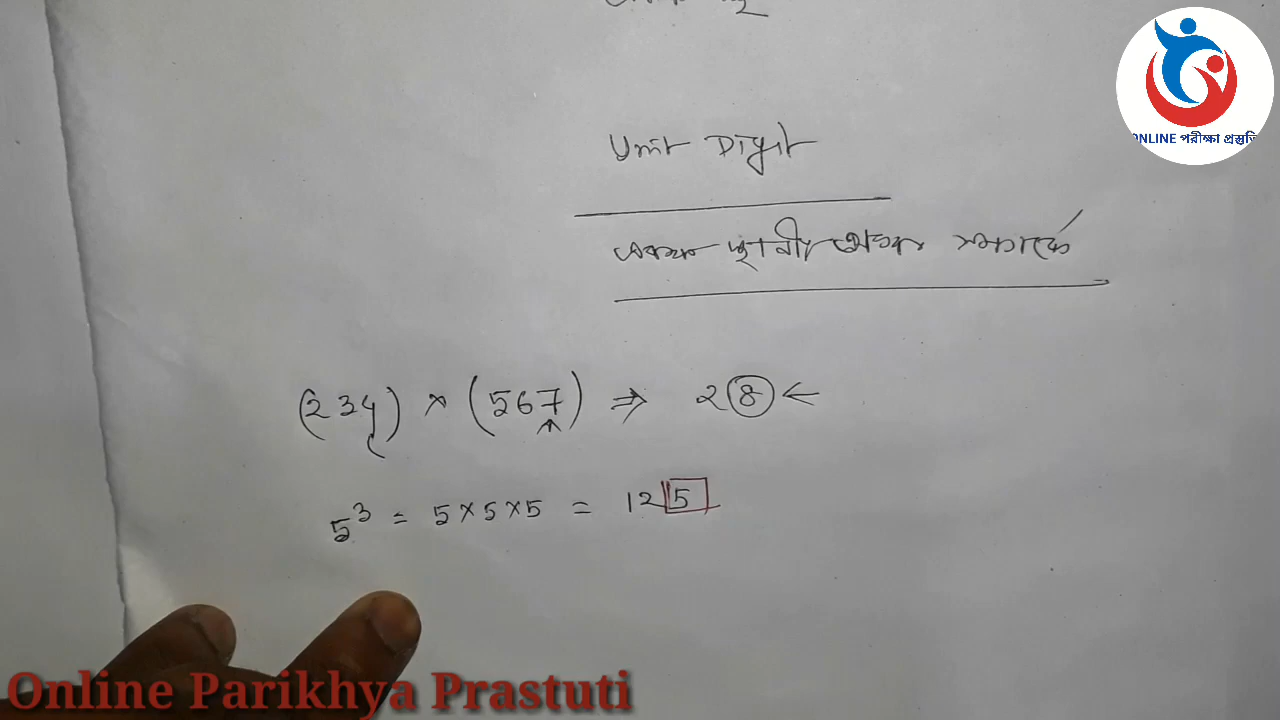 ONLINE পরীক্ষা প্রস্তুতি
Unit Digit
একক স্থানীয় অঙ্ক সম্পর্কে
(234) × (567) ⇒ 28 ←
5³ = 5×5×5 = 125
Online Parikhya Prastuti